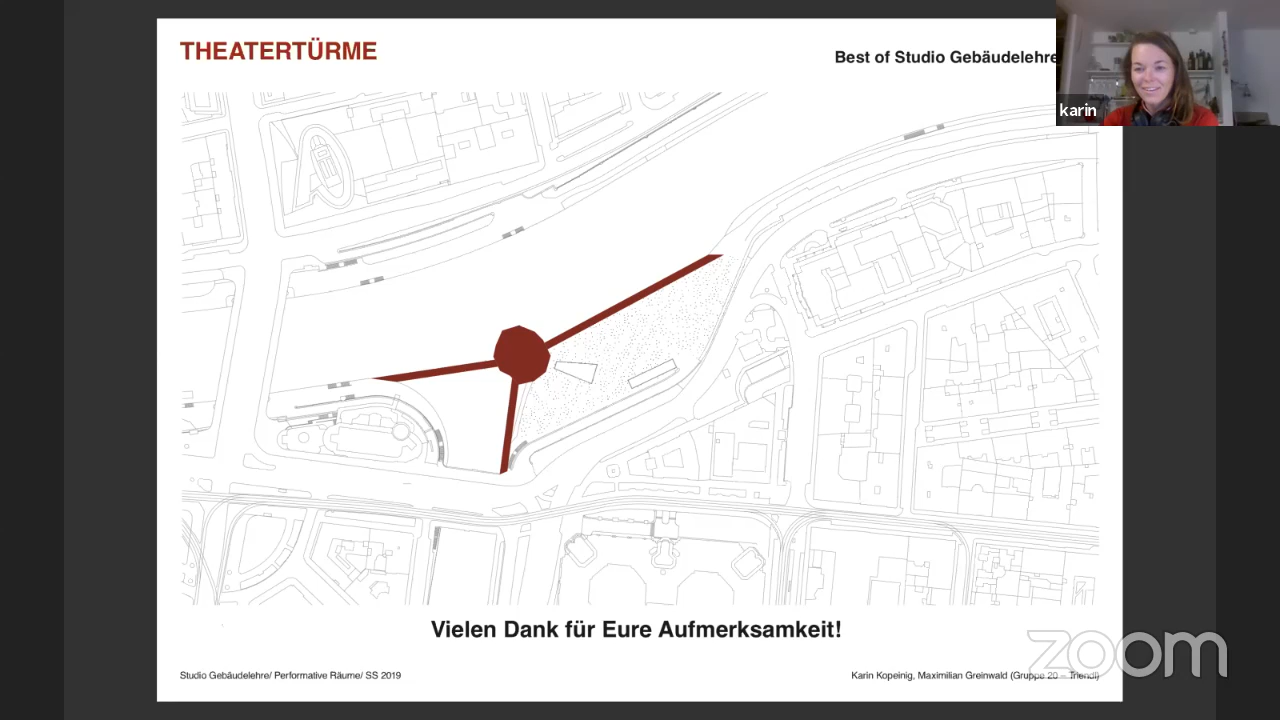 THEATERTÜRME
Best of Studio Gebäudelehre
karin
Vielen Dank für Eure Aufmerksamkeit!
zoom
Studio Gebäudelehre/ Performative Räume/ SS 2019
Karin Kopeinig, Maximilian Greinwald (Gruppe 20 – Triendl)